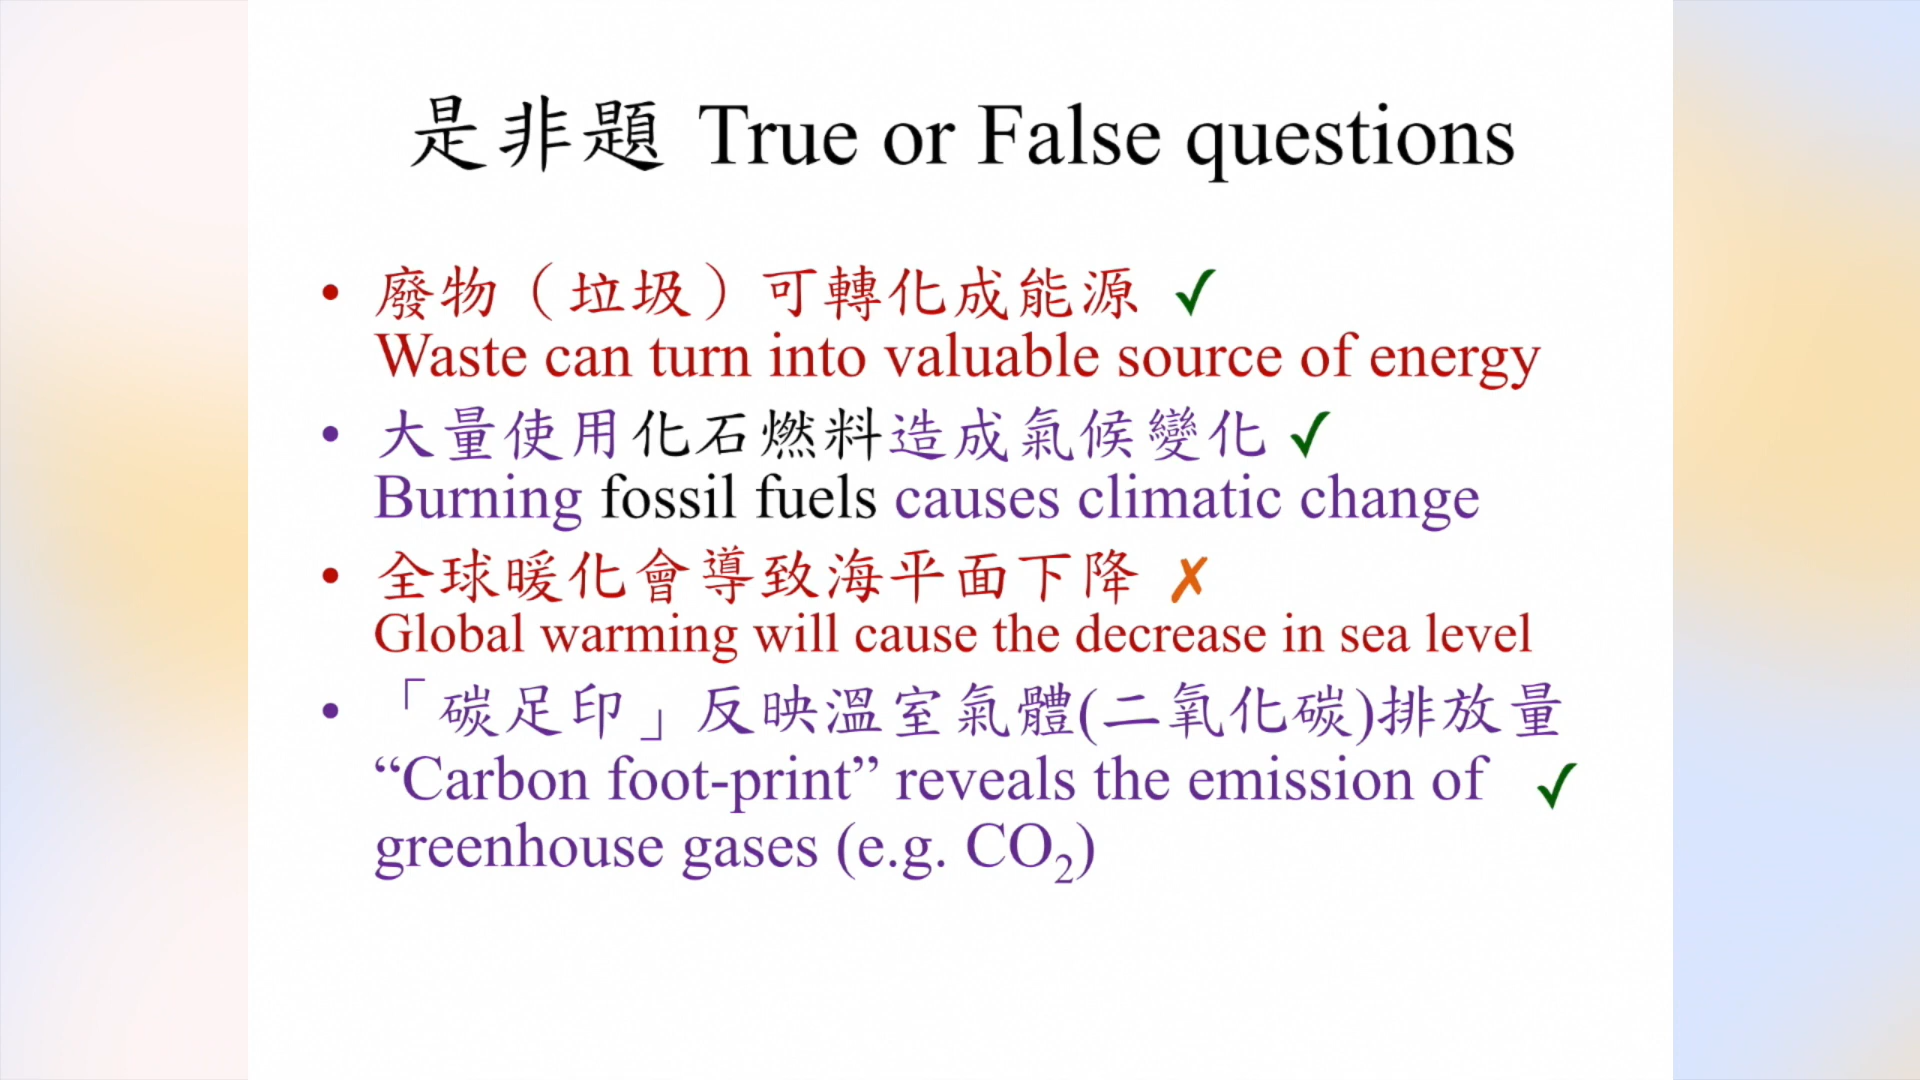 是非題 True or False questions
• 廢物（垃圾）可轉化成能源 ✓
Waste can turn into valuable source of energy
• 大量使用化石燃料造成氣候變化 ✓
Burning fossil fuels causes climatic change
• 全球暖化會導致海平面下降 ✗
Global warming will cause the decrease in sea level
• 「碳足印」反映溫室氣體(二氧化碳)排放量
“Carbon foot-print” reveals the emission of ✓
greenhouse gases (e.g. CO₂)